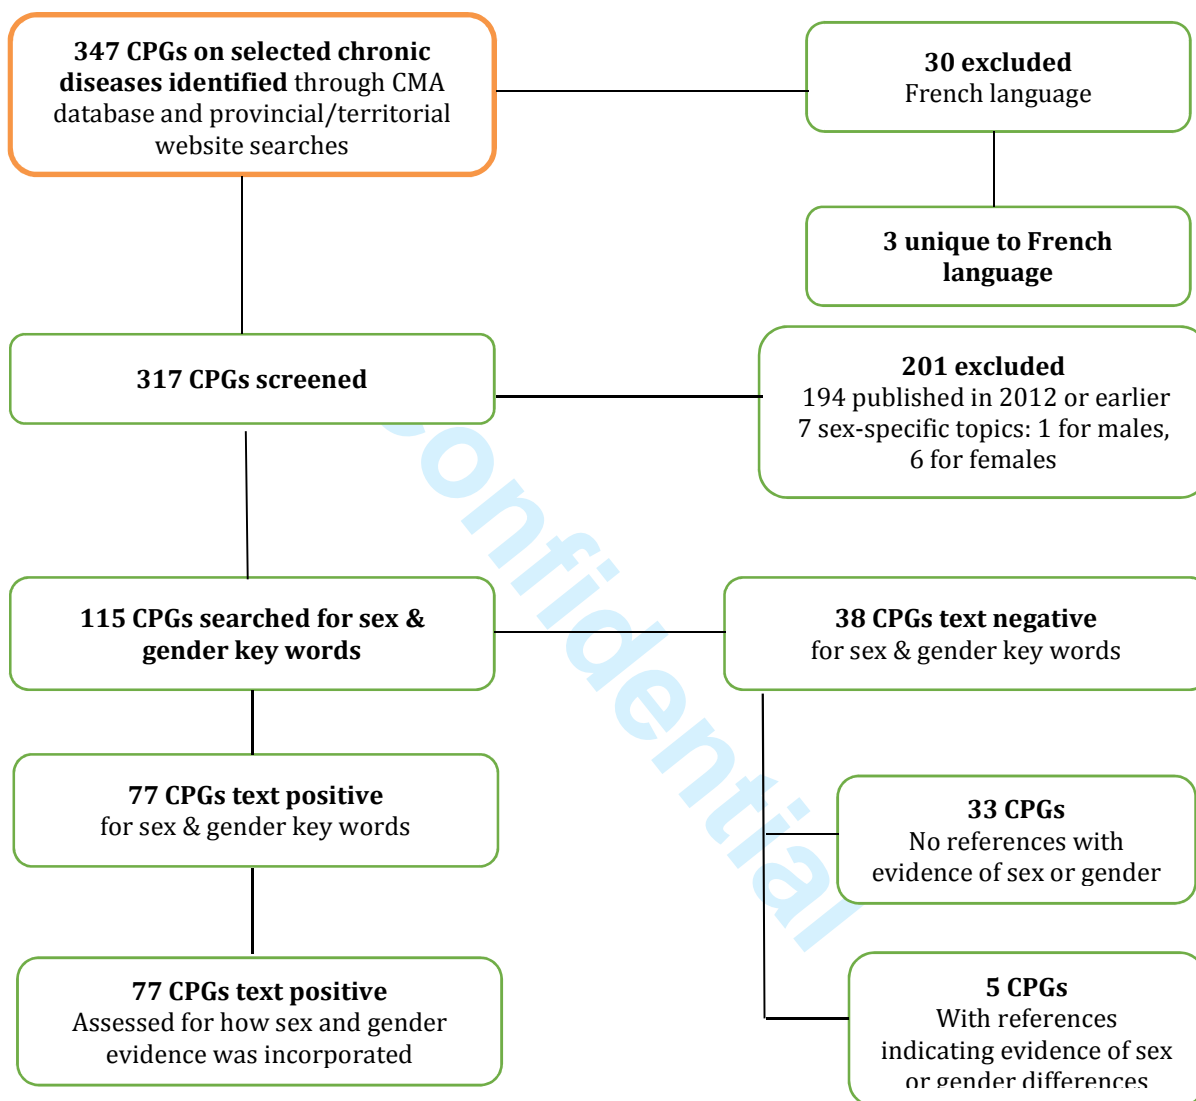 347 CPGs on selected chronic
diseases identified through CMA
database and provincial/territorial
website searches
30 excluded
French language
3 unique to French
language
317 CPGs screened
201 excluded
194 published in 2012 or earlier
7 sex-specific topics: 1 for males,
6 for females
115 CPGs searched for sex &
gender key words
38 CPGs text negative
for sex & gender key words
77 CPGs text positive
for sex & gender key words
33 CPGs
No references with
evidence of sex or gender
77 CPGs text positive
Assessed for how sex and gender
evidence was incorporated
5 CPGs
With references
indicating evidence of sex
or gender differences
Confidential